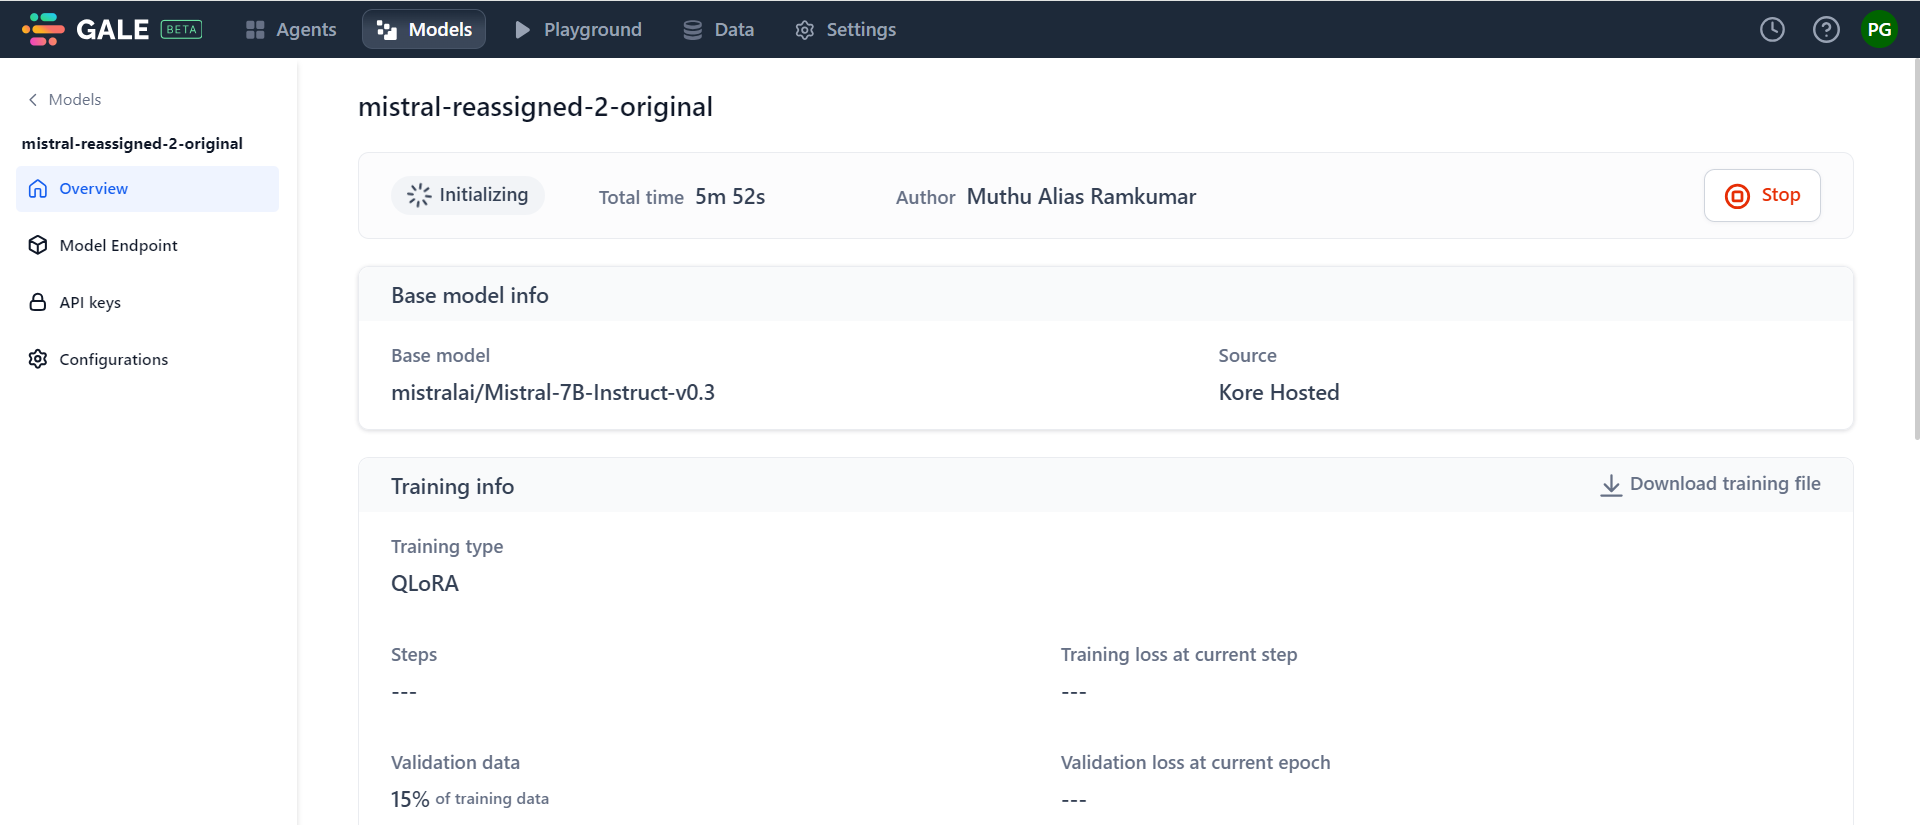 GALE BETA Agents Models Playground Data Settings PG
Models
mistral-reassigned-2-original
Overview
Model Endpoint
API keys
Configurations
mistral-reassigned-2-original
Initializing Total time 5m 52s Author Muthu Alias Ramkumar Stop
Base model info
Base model Source
mistralai/Mistral-7B-Instruct-v0.3 Kore Hosted
Training info Download training file
Training type
QLoRA
Steps Training loss at current step
--- ---
Validation data Validation loss at current epoch
15% of training data ---